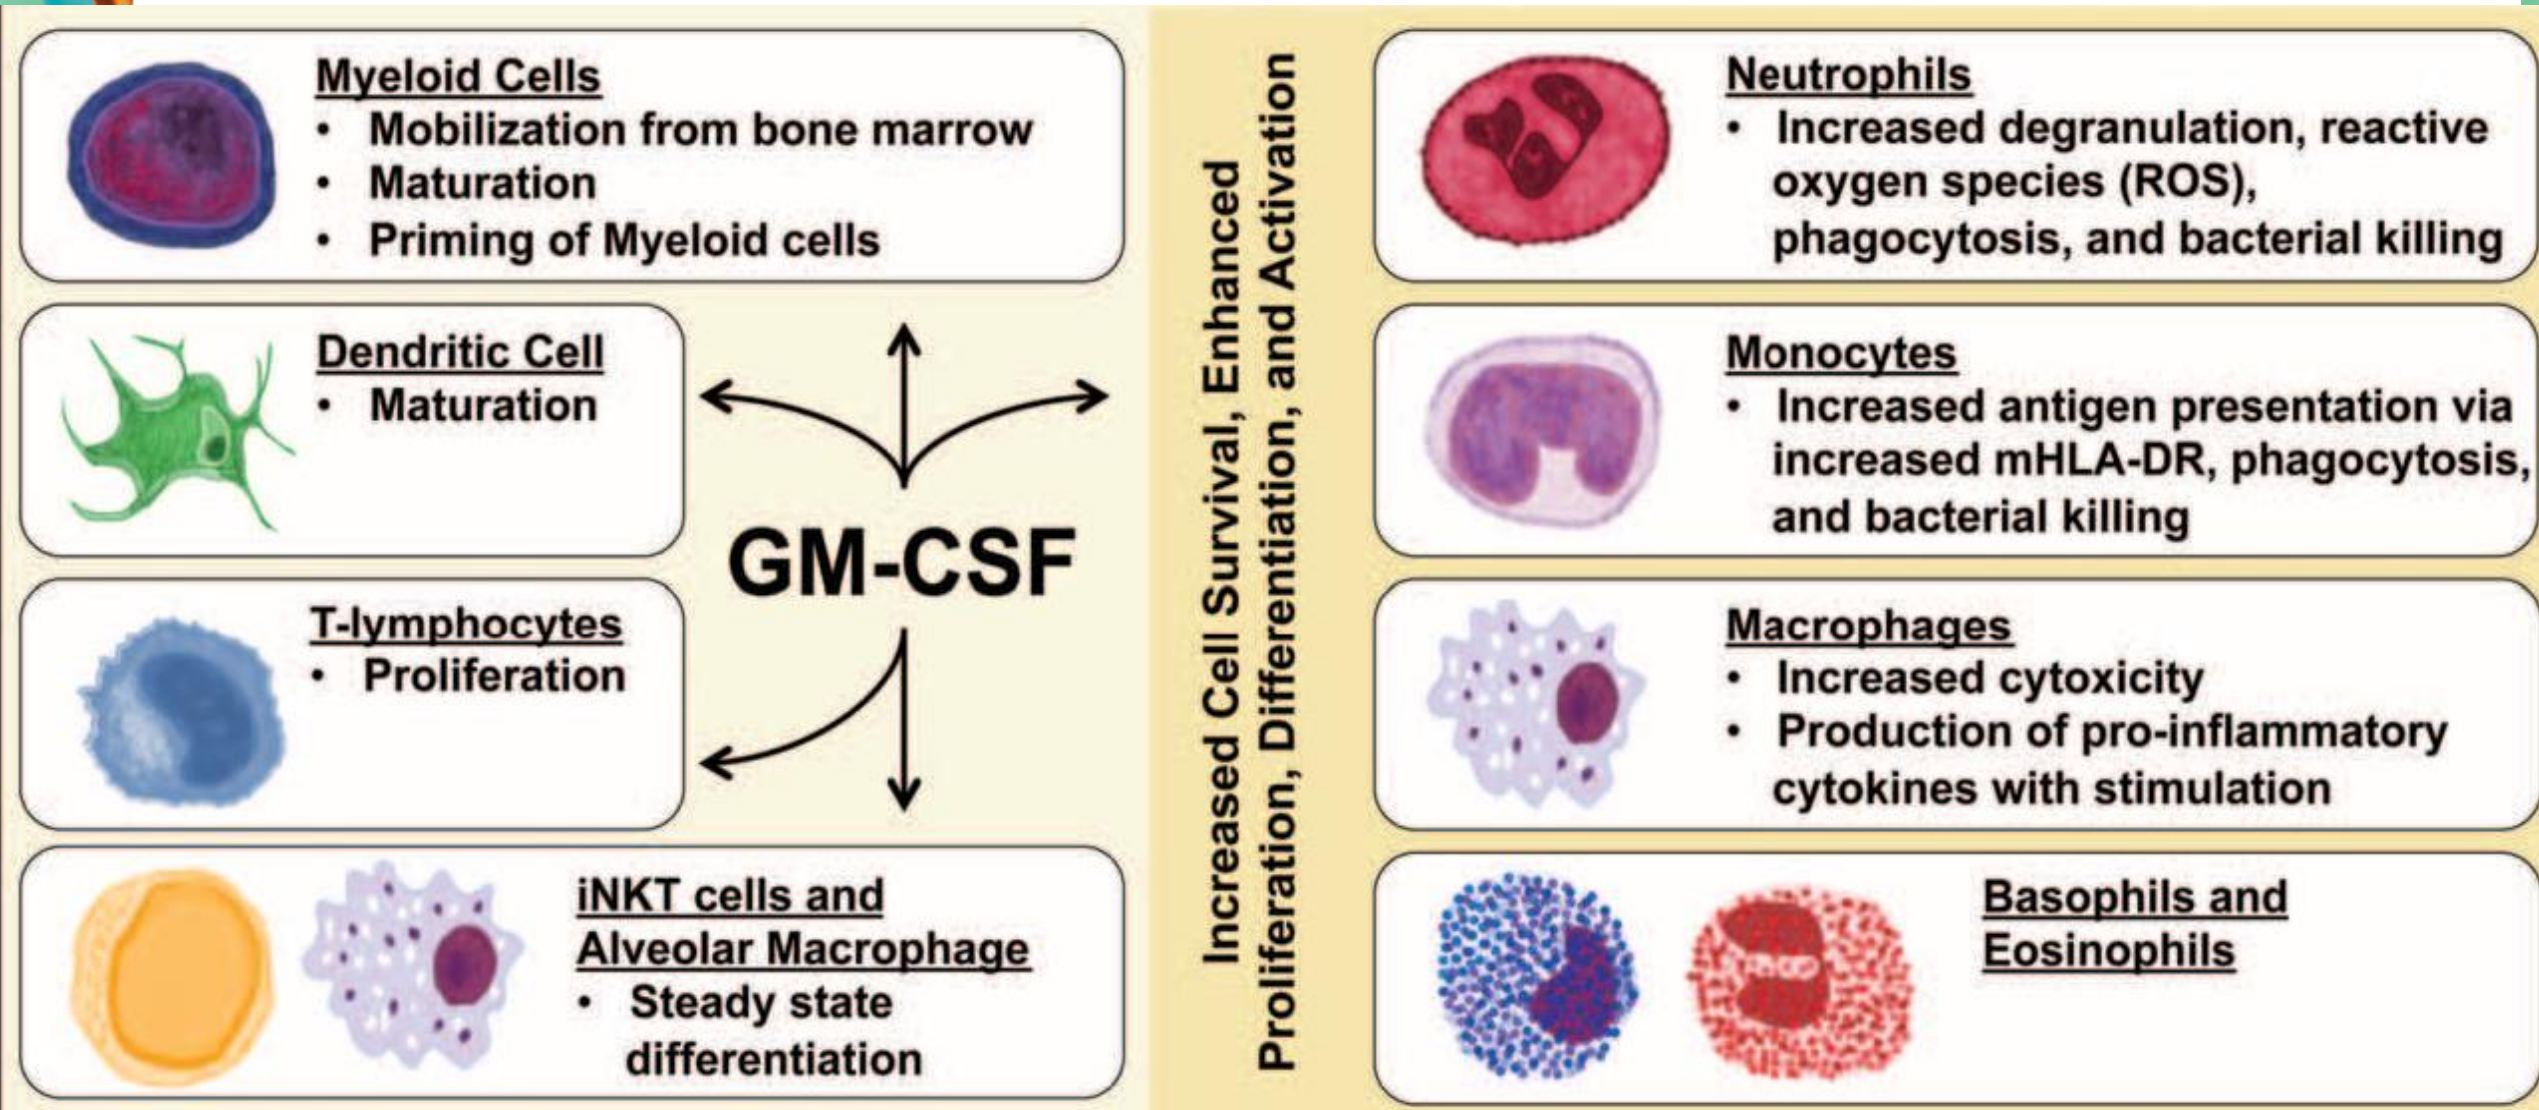 Myeloid Cells
• Mobilization from bone marrow
• Maturation
• Priming of Myeloid cells
Dendritic Cell
• Maturation
GM-CSF
T-lymphocytes
• Proliferation
iNKT cells and
Alveolar Macrophage
• Steady state
differentiation
Increased Cell Survival, Enhanced
Proliferation, Differentiation, and Activation
Neutrophils
• Increased degranulation, reactive
oxygen species (ROS),
phagocytosis, and bacterial killing
Monocytes
• Increased antigen presentation via
increased mHLA-DR, phagocytosis,
and bacterial killing
Macrophages
• Increased cytoxicity
• Production of pro-inflammatory
cytokines with stimulation
Basophils and
Eosinophils